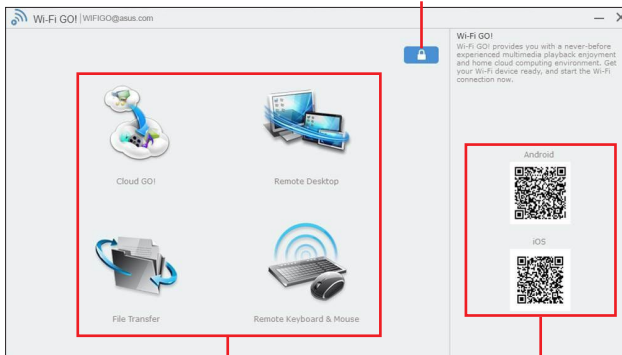 Wi-Fi GO! | WIFIGO@asus.com
Wi-Fi GO!
Wi-Fi GO! provides you with a never-before
experienced multimedia playback enjoyment
and home cloud computing environment. Get
your Wi-Fi device ready, and start the Wi-Fi
connection now.
Cloud GO!
Remote Desktop
File Transfer
Remote Keyboard & Mouse
Android
iOS